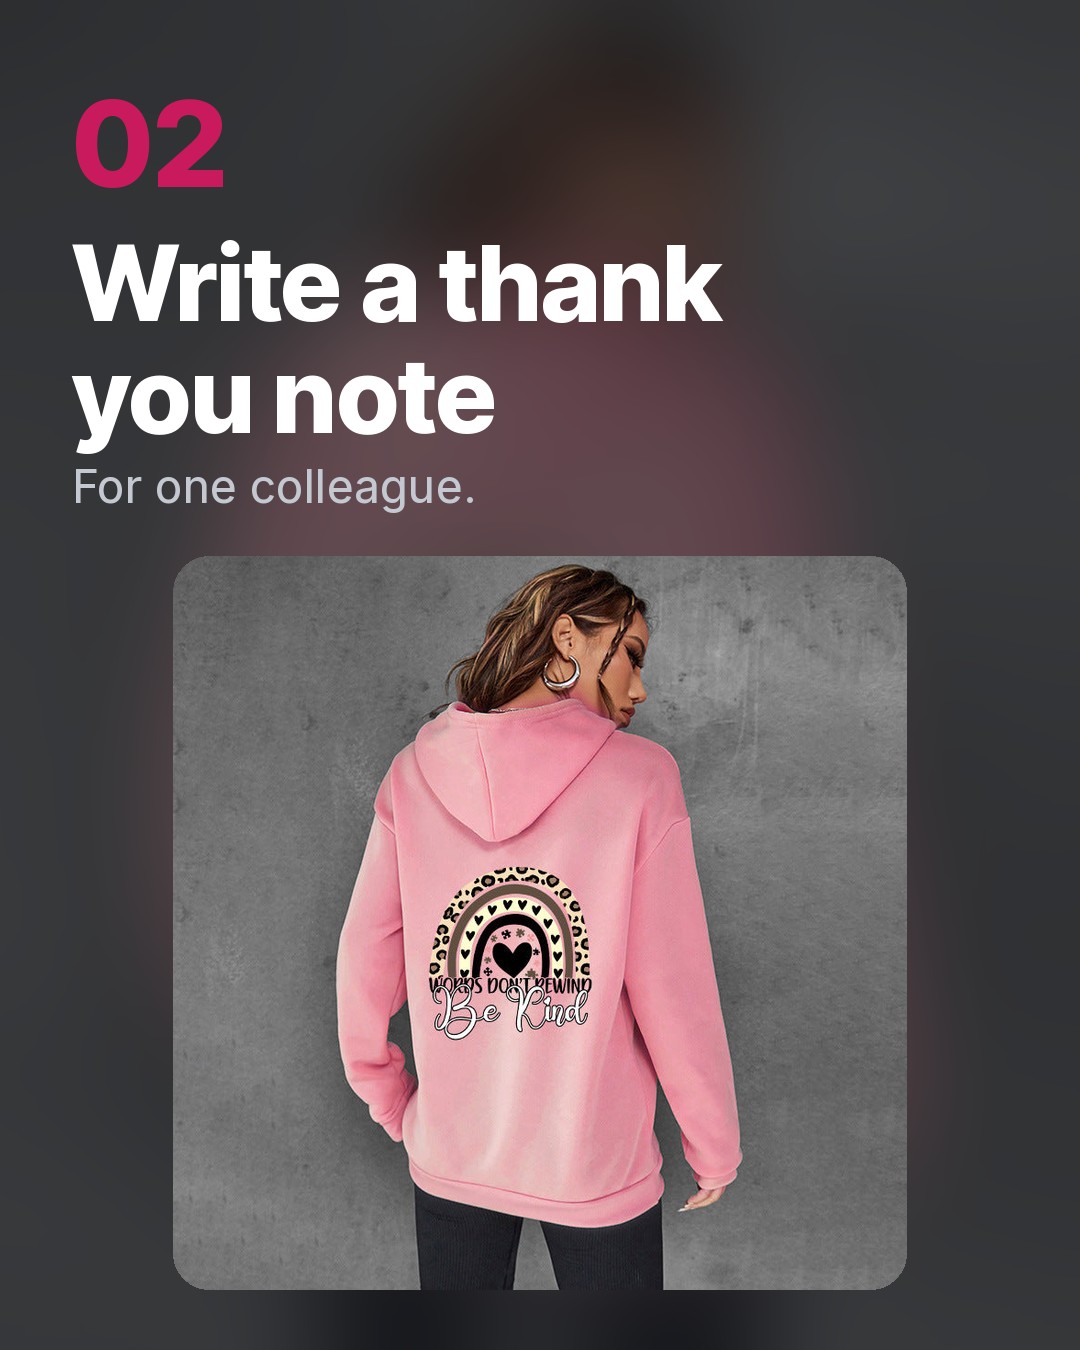 02
Write a thank
you note
For one colleague.
WORDS DON'T REWIND
Be Kind